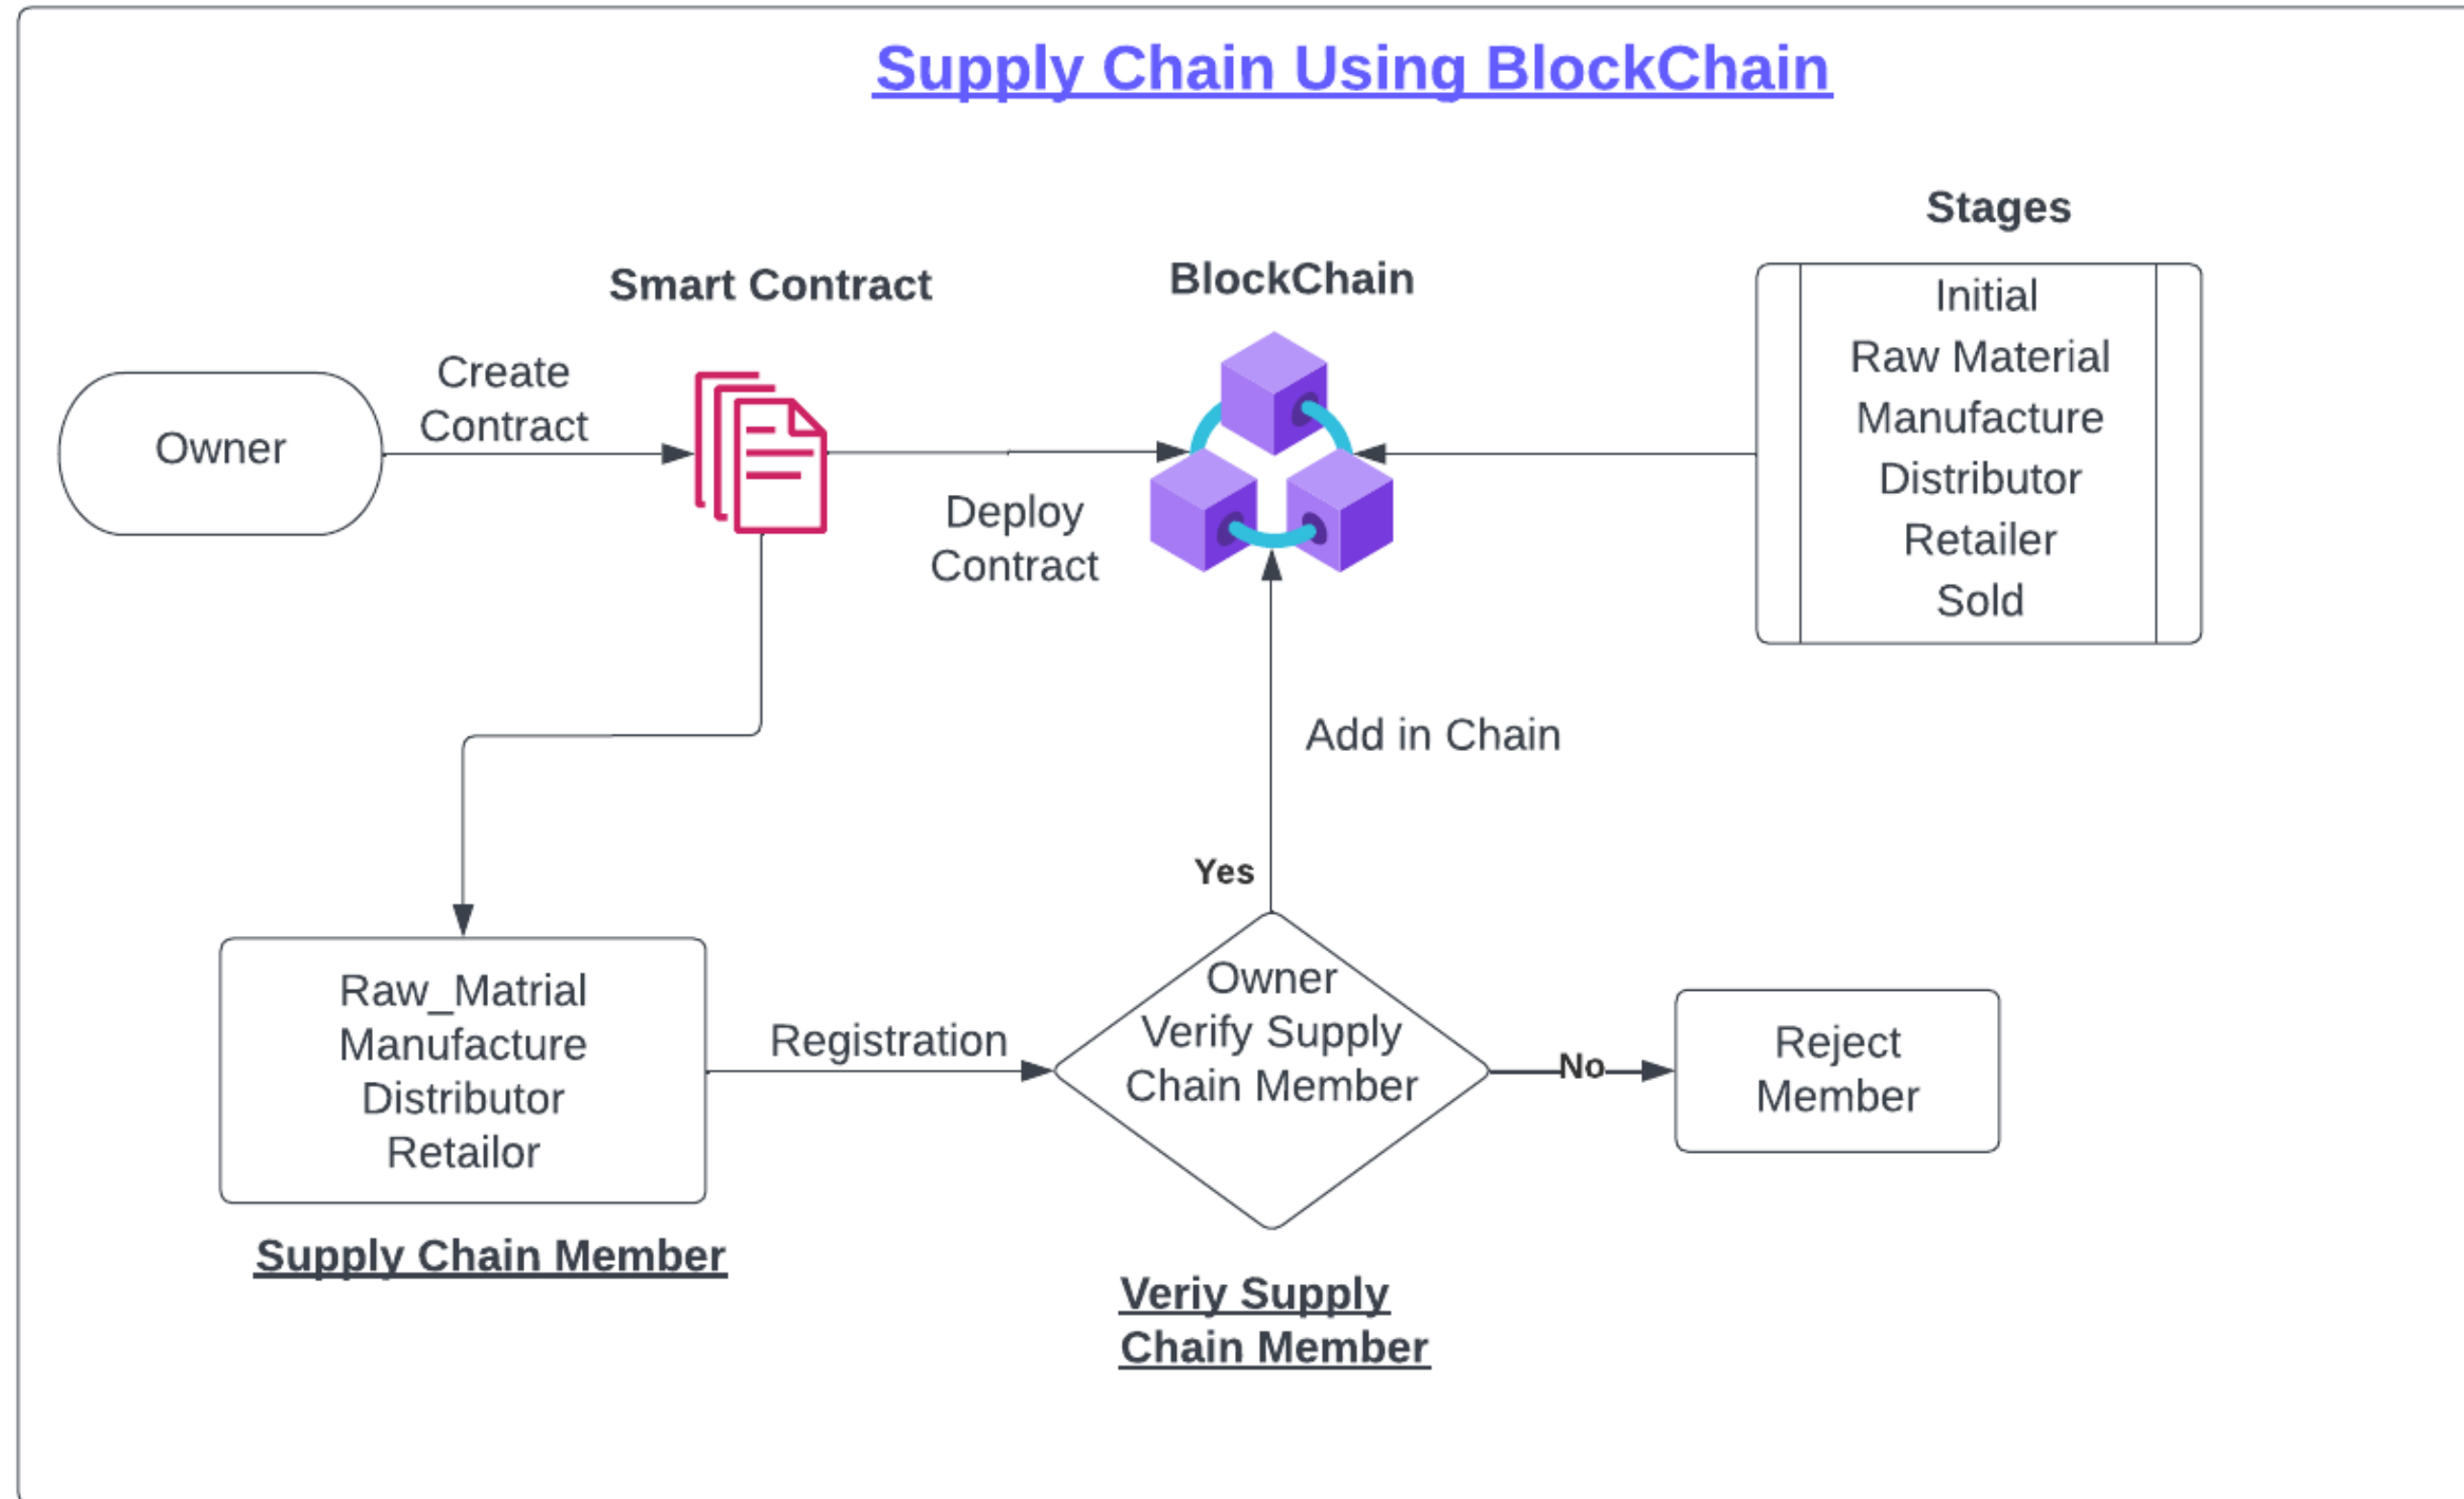 Supply Chain Using BlockChain
Stages
Smart Contract
BlockChain
Initial
Raw Material
Manufacture
Distributor
Retailer
Sold
Create
Contract
Owner
Deploy
Contract
Add in Chain
Yes
Raw_Matrial
Manufacture
Distributor
Retailor
Registration
Owner
Verify Supply
Chain Member
No
Reject
Member
Supply Chain Member
Veriy Supply
Chain Member